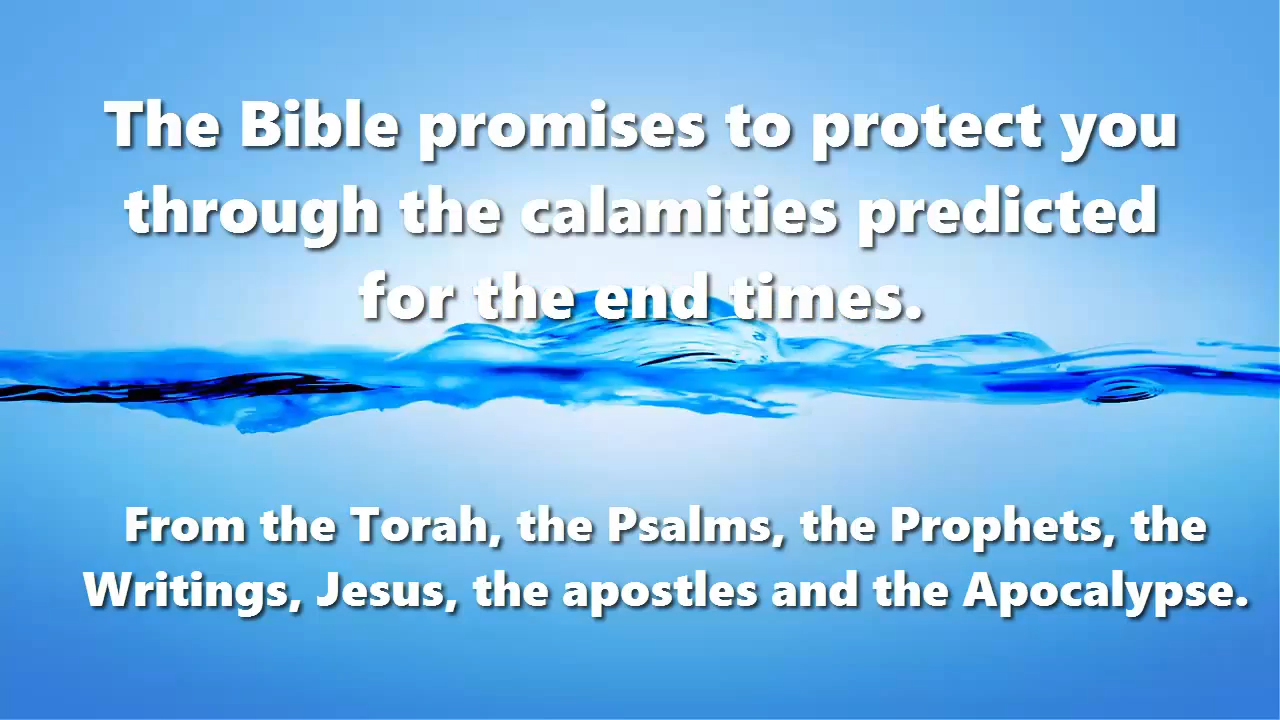 The Bible promises to protect you
through the calamities predicted
for the end times.
From the Torah, the Psalms, the Prophets, the
Writings, Jesus, the apostles and the Apocalypse.